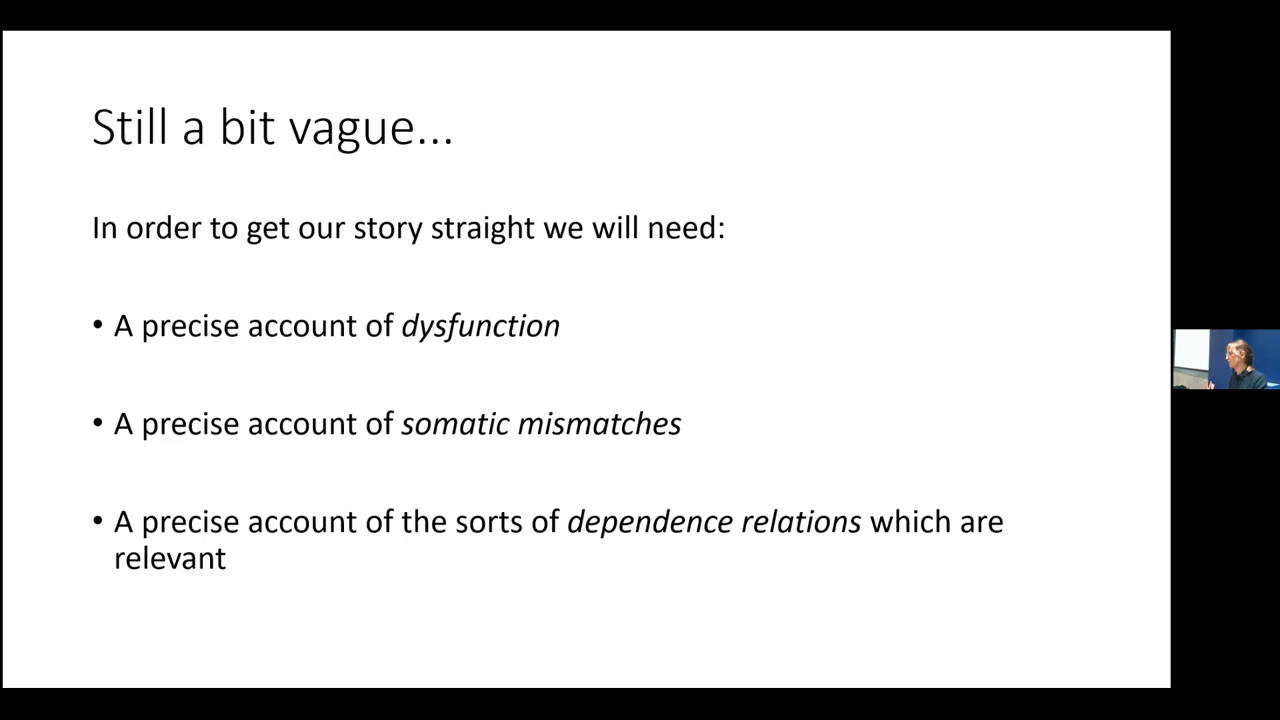 Still a bit vague...
In order to get our story straight we will need:
• A precise account of dysfunction
• A precise account of somatic mismatches
• A precise account of the sorts of dependence relations which are
relevant